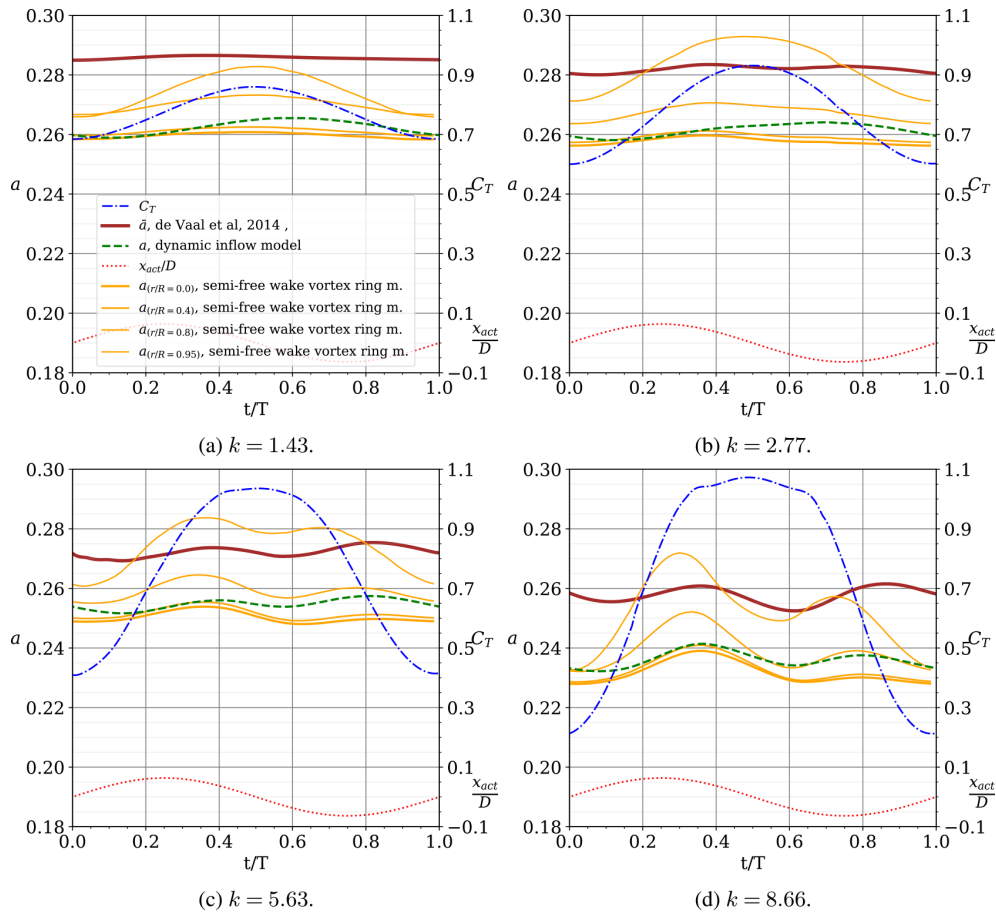 0.30
0.28
0.26
0.24
0.22
0.20
0.18
a
1.1
0.9
0.7
0.5
0.3
0.1
−0.1
C_T
x_act/D
C_T
ā, de Vaal et al, 2014 ,
a, dynamic inflow model
x_act/D
a_(r/R = 0.0), semi-free wake vortex ring m.
a_(r/R = 0.4), semi-free wake vortex ring m.
a_(r/R = 0.8), semi-free wake vortex ring m.
a_(r/R = 0.95), semi-free wake vortex ring m.
0.0 0.2 0.4 0.6 0.8 1.0
t/T
(a) k = 1.43.
0.30
0.28
0.26
0.24
0.22
0.20
0.18
a
1.1
0.9
0.7
0.5
0.3
0.1
−0.1
C_T
x_act/D
0.0 0.2 0.4 0.6 0.8 1.0
t/T
(b) k = 2.77.
0.30
0.28
0.26
0.24
0.22
0.20
0.18
a
1.1
0.9
0.7
0.5
0.3
0.1
−0.1
C_T
x_act/D
0.0 0.2 0.4 0.6 0.8 1.0
t/T
(c) k = 5.63.
0.30
0.28
0.26
0.24
0.22
0.20
0.18
a
1.1
0.9
0.7
0.5
0.3
0.1
−0.1
C_T
x_act/D
0.0 0.2 0.4 0.6 0.8 1.0
t/T
(d) k = 8.66.